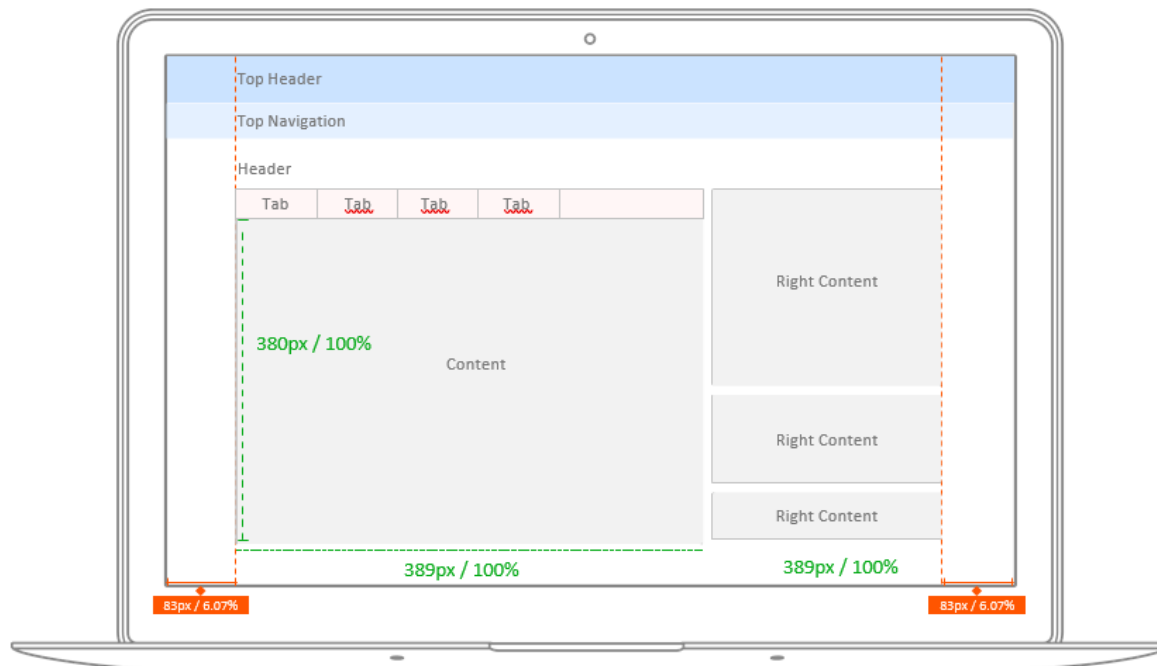 Top Header
Top Navigation
Header
Tab Tab Tab Tab
Right Content
380px / 100%
Content
Right Content
Right Content
389px / 100% 389px / 100%
83px / 6.07% 83px / 6.07%